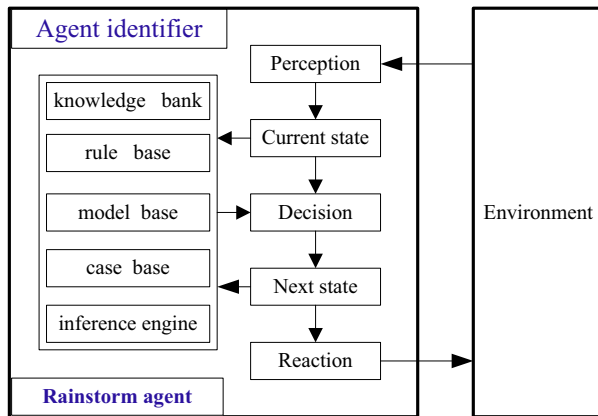 Agent identifier
knowledge bank
rule base
model base
case base
inference engine
Perception
Current state
Decision
Next state
Reaction
Environment
Rainstorm agent